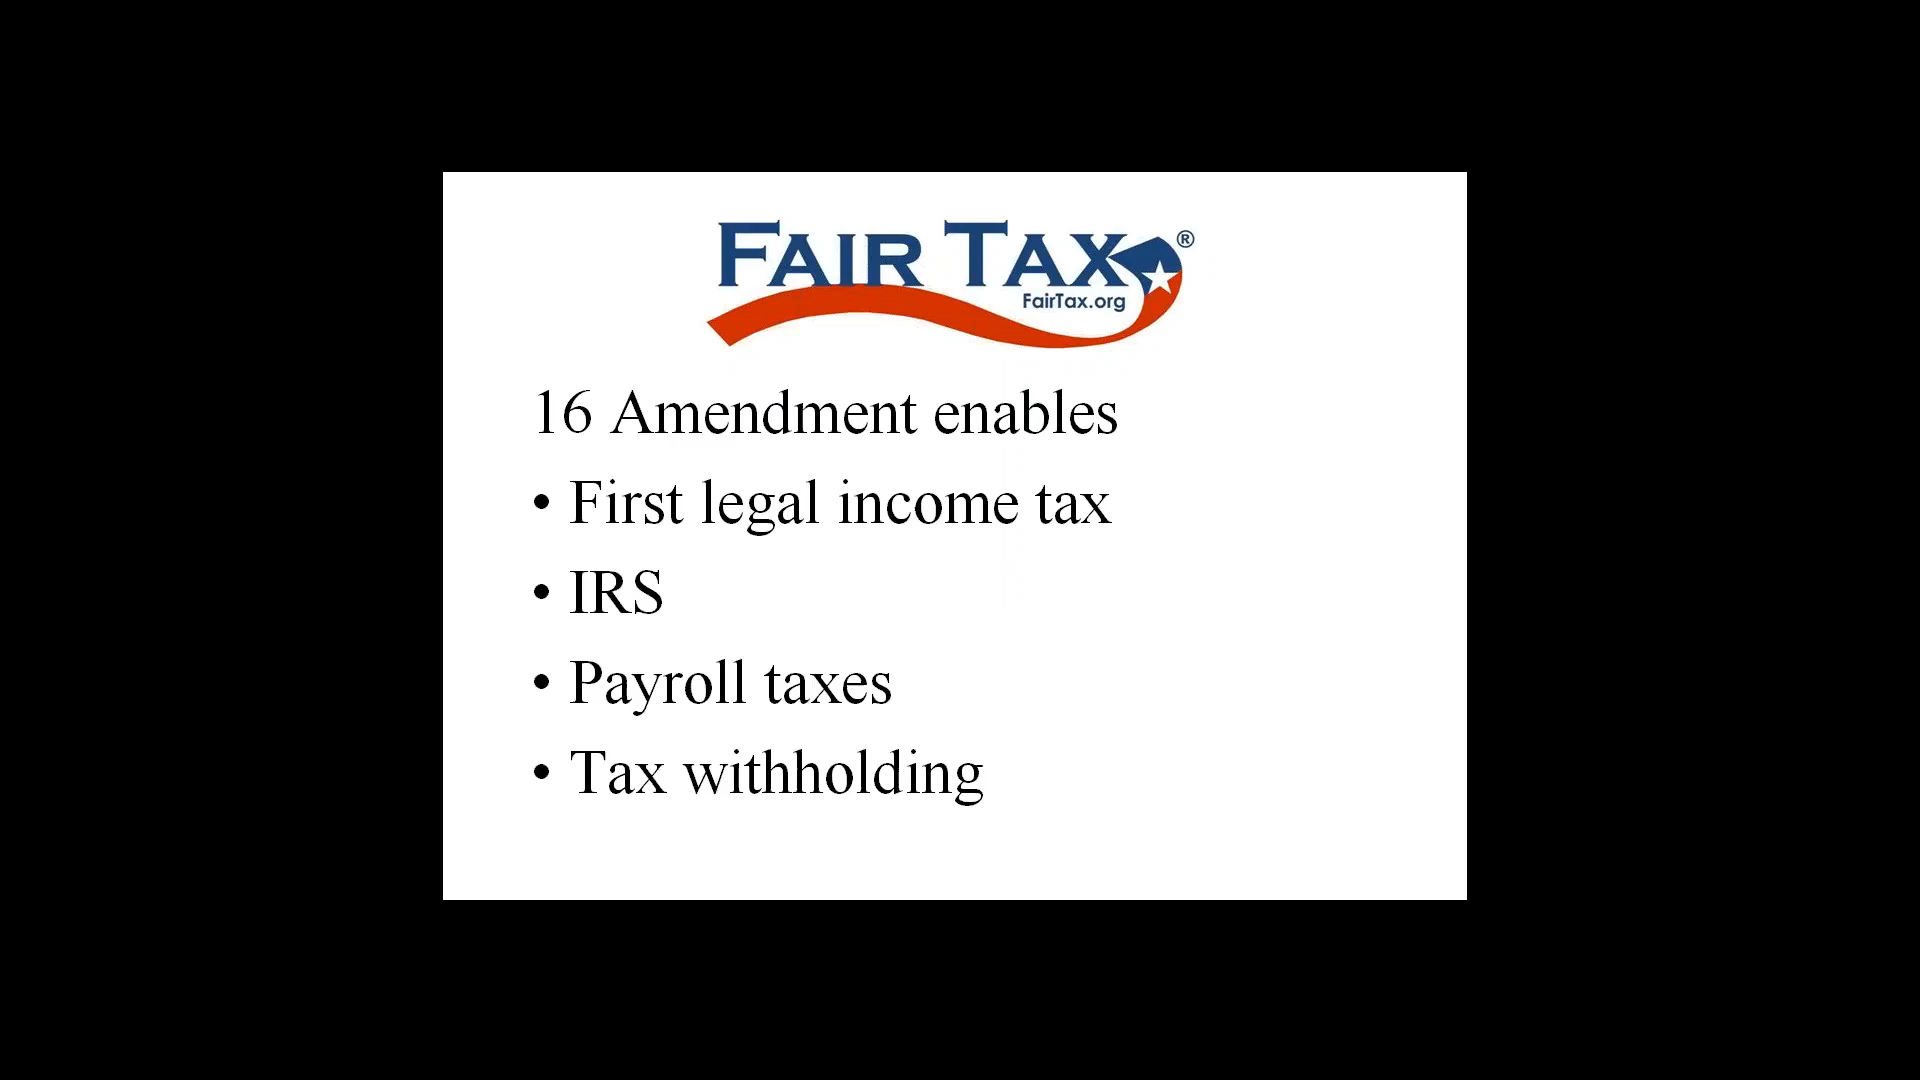 FAIR TAX®
FairTax.org
16 Amendment enables
• First legal income tax
• IRS
• Payroll taxes
• Tax withholding